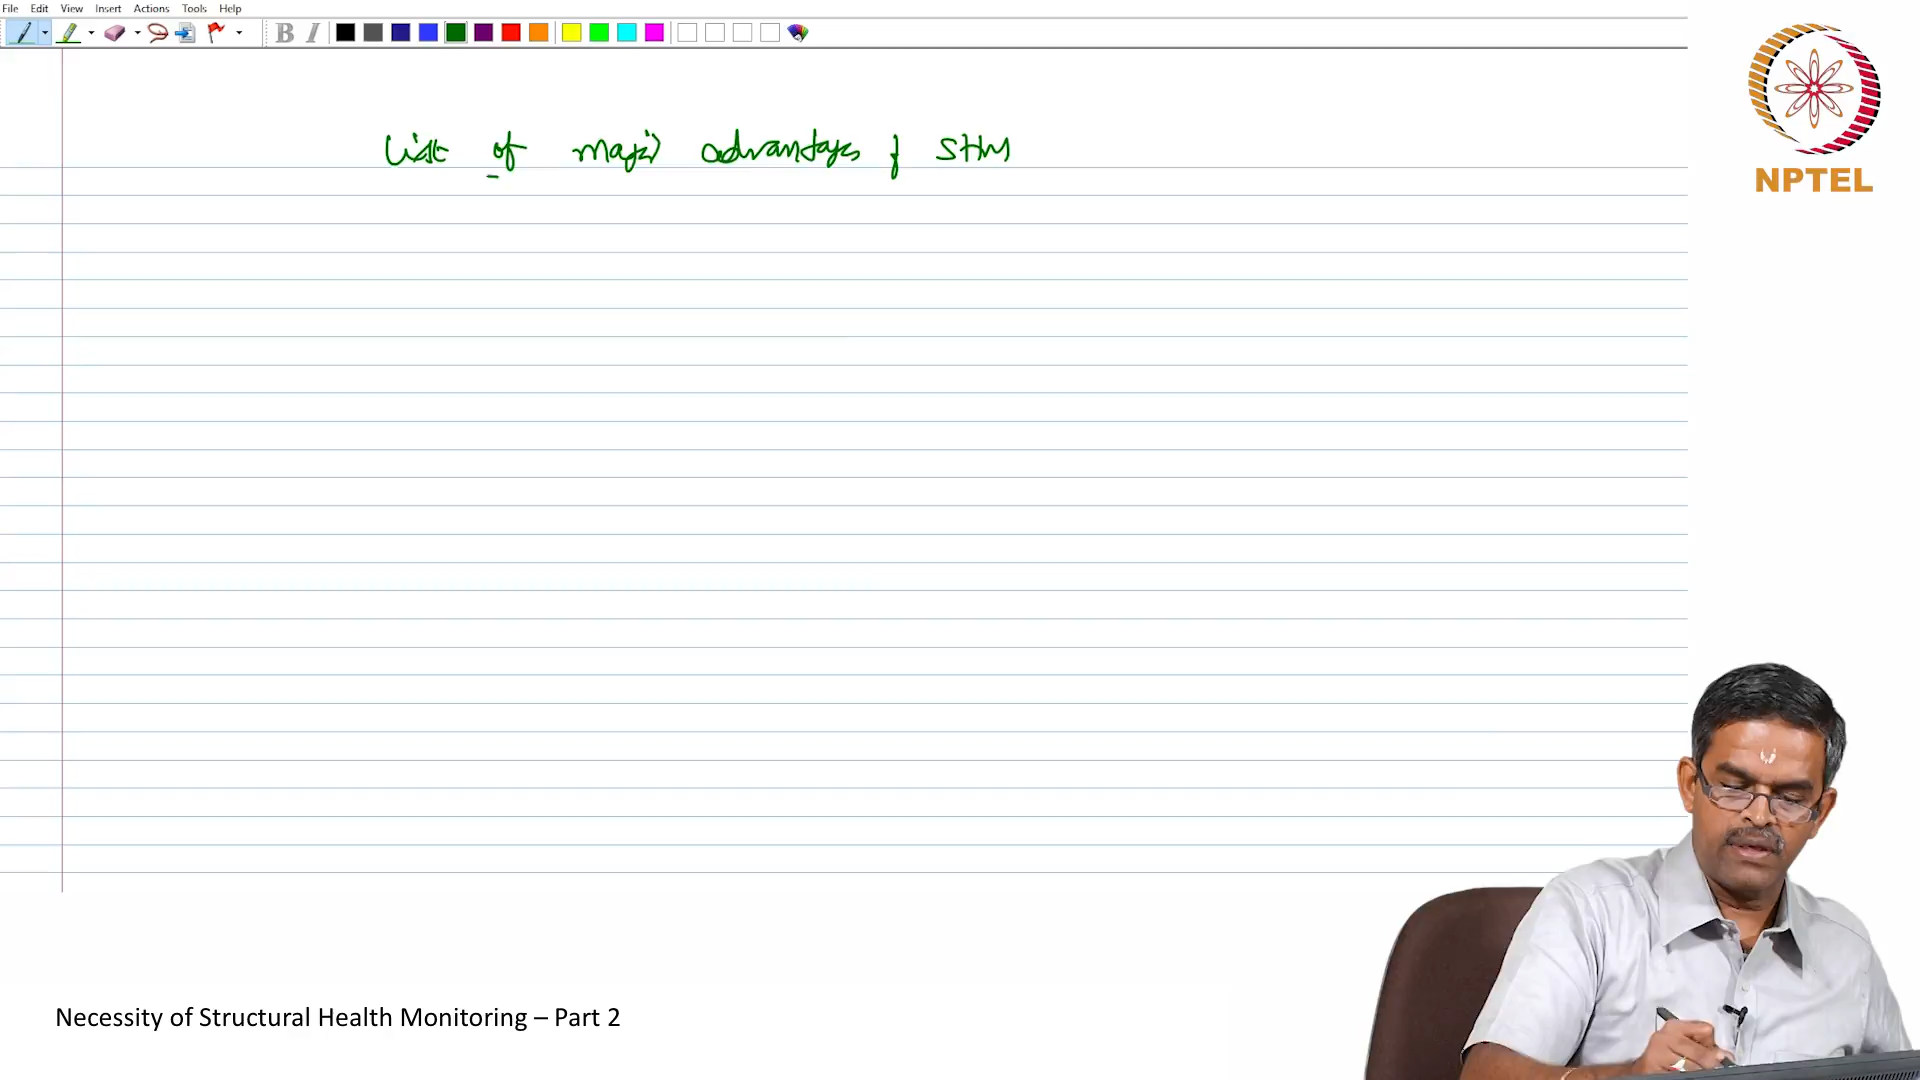 File Edit View Insert Actions Tools Help
B I
NPTEL
List of major advantages of SHM
Necessity of Structural Health Monitoring – Part 2